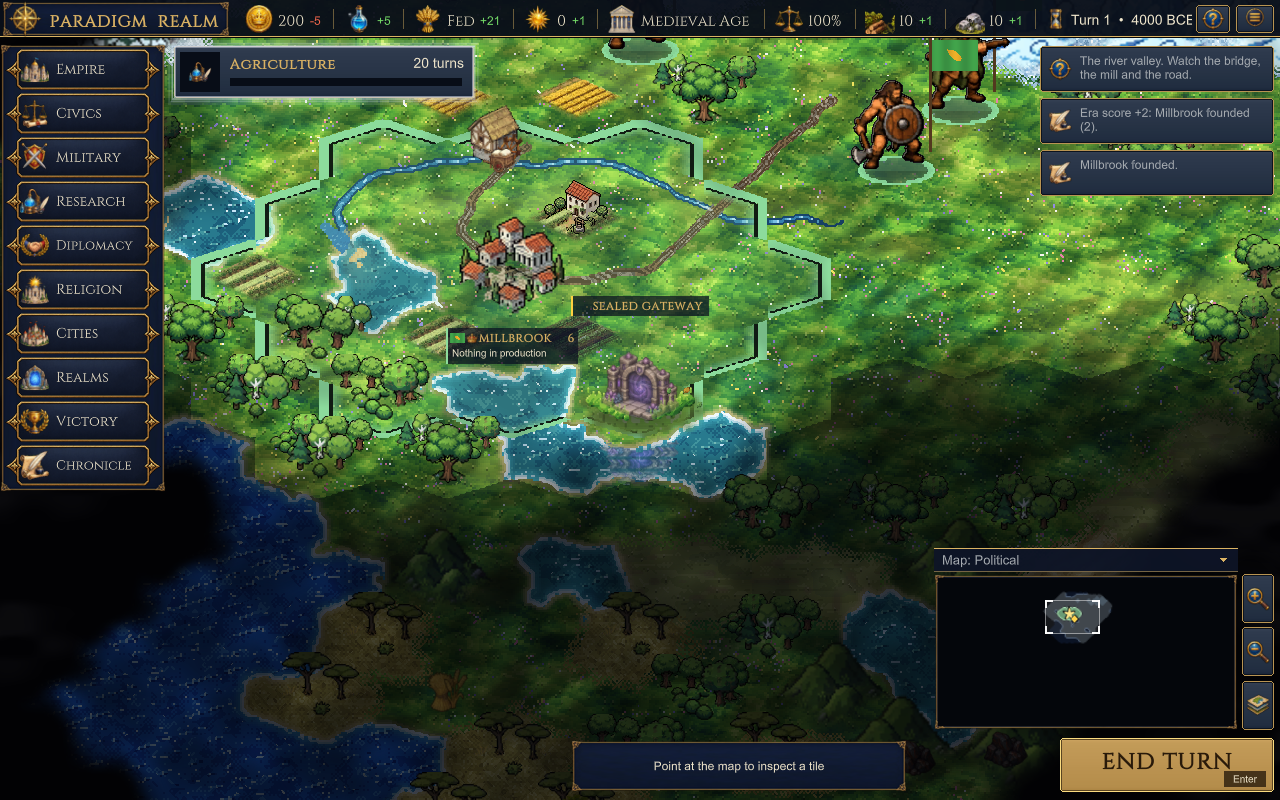 PARADIGM REALM
200 -5
+5
FED +21
0 +1
MEDIEVAL AGE
100%
10 +1
10 +1
Turn 1 • 4000 BCE
EMPIRE
CIVICS
MILITARY
RESEARCH
DIPLOMACY
RELIGION
CITIES
REALMS
VICTORY
CHRONICLE
AGRICULTURE
20 turns
The river valley. Watch the bridge,
the mill and the road.
Era score +2: Millbrook founded
(2).
Millbrook founded.
SEALED GATEWAY
MILLBROOK 6
Nothing in production
Map: Political
Point at the map to inspect a tile
END TURN
Enter